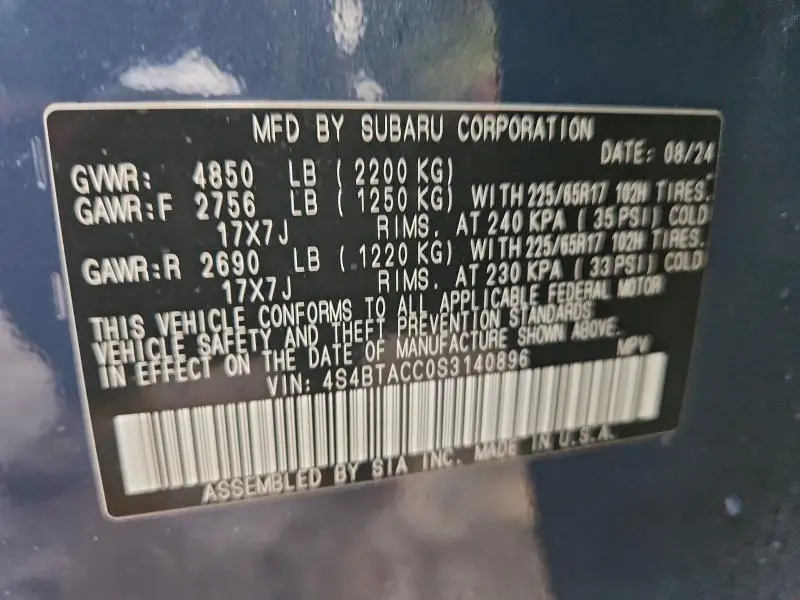 MFD BY SUBARU CORPORATION
DATE: 08/24
GVWR: 4850 LB (2200 KG)
GAWR:F 2756 LB (1250 KG) WITH 225/65R17 102H TIRES.
17X7J RIMS. AT 240 KPA (35 PSI) COLD
GAWR:R 2690 LB (1220 KG) WITH 225/65R17 102H TIRES.
17X7J RIMS. AT 230 KPA (33 PSI) COLD
THIS VEHICLE CONFORMS TO ALL APPLICABLE FEDERAL MOTOR
VEHICLE SAFETY AND THEFT PREVENTION STANDARDS
IN EFFECT ON THE DATE OF MANUFACTURE SHOWN ABOVE.
VIN: 4S4BTACC0S3140896 MPV
ASSEMBLED BY SIA INC. MADE IN U.S.A.